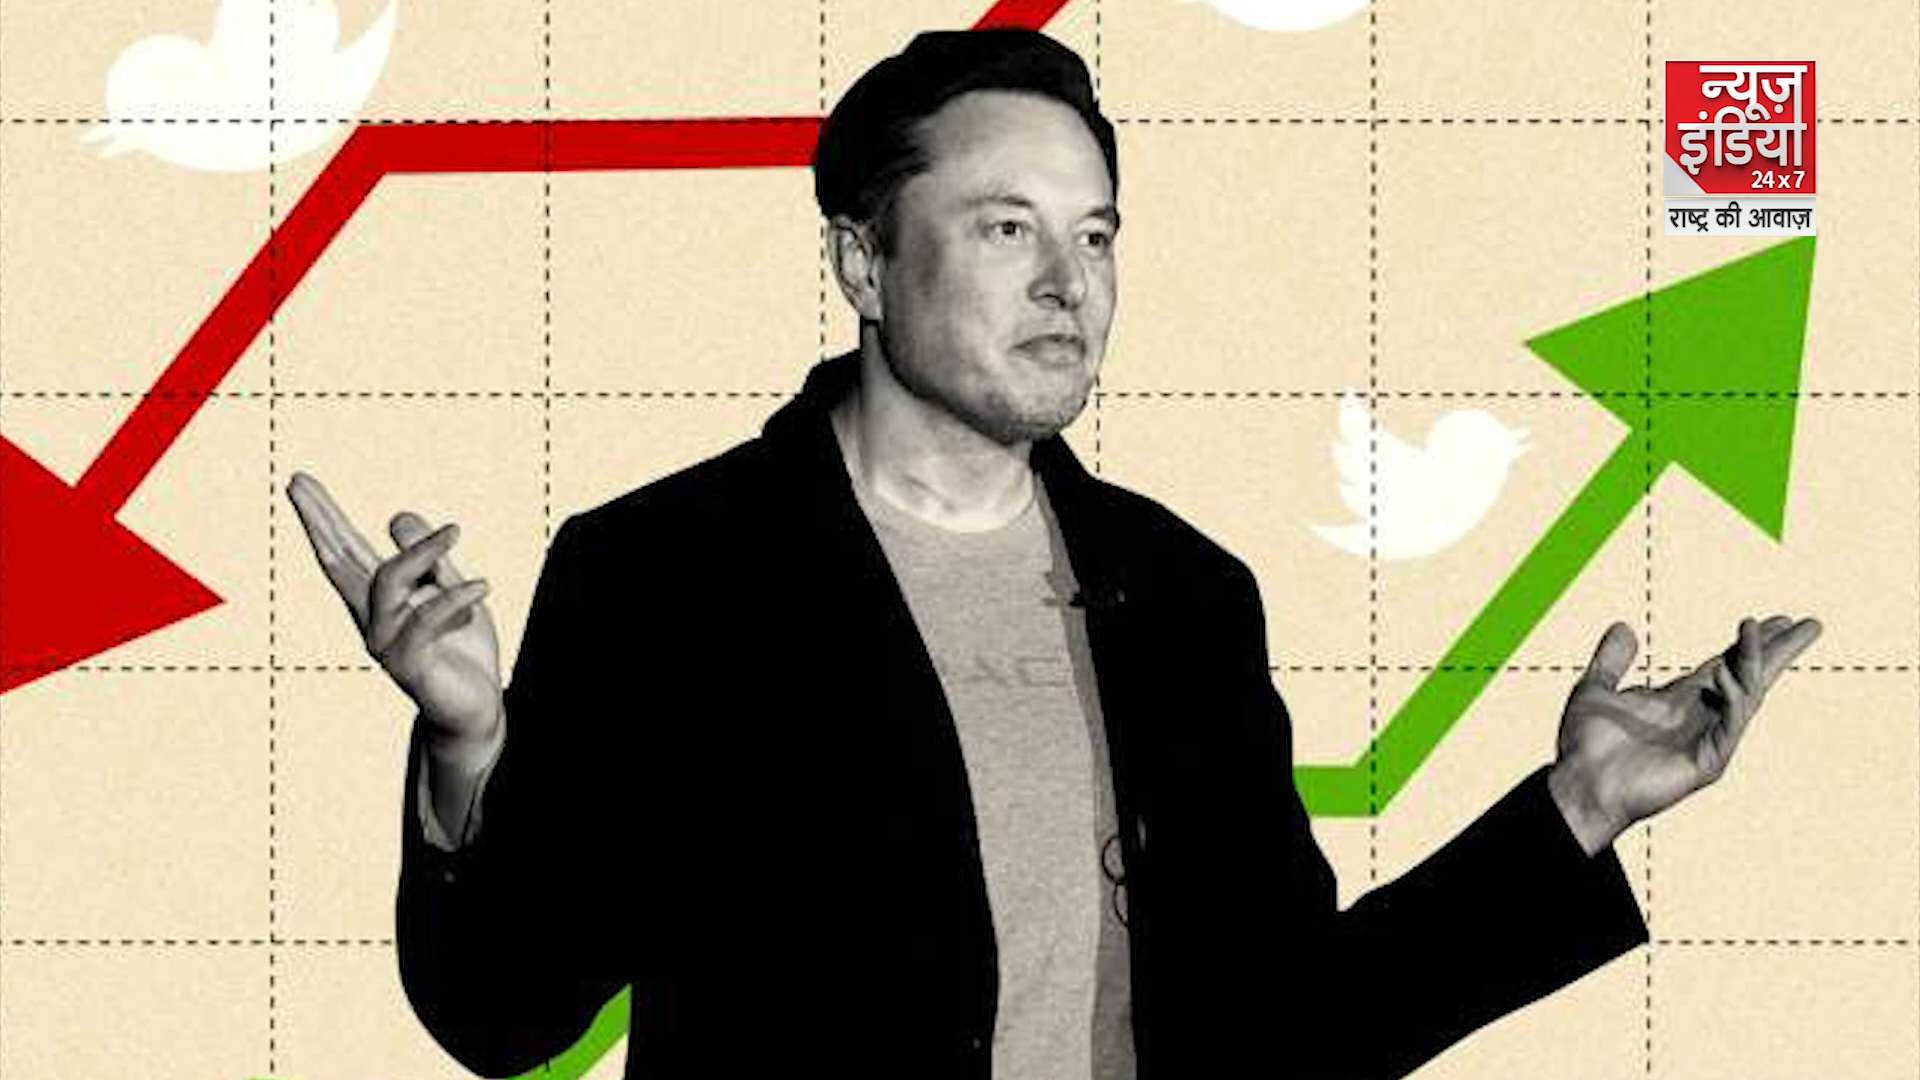 न्यूज़
इंडिया
24x7
राष्ट्र की आवाज़